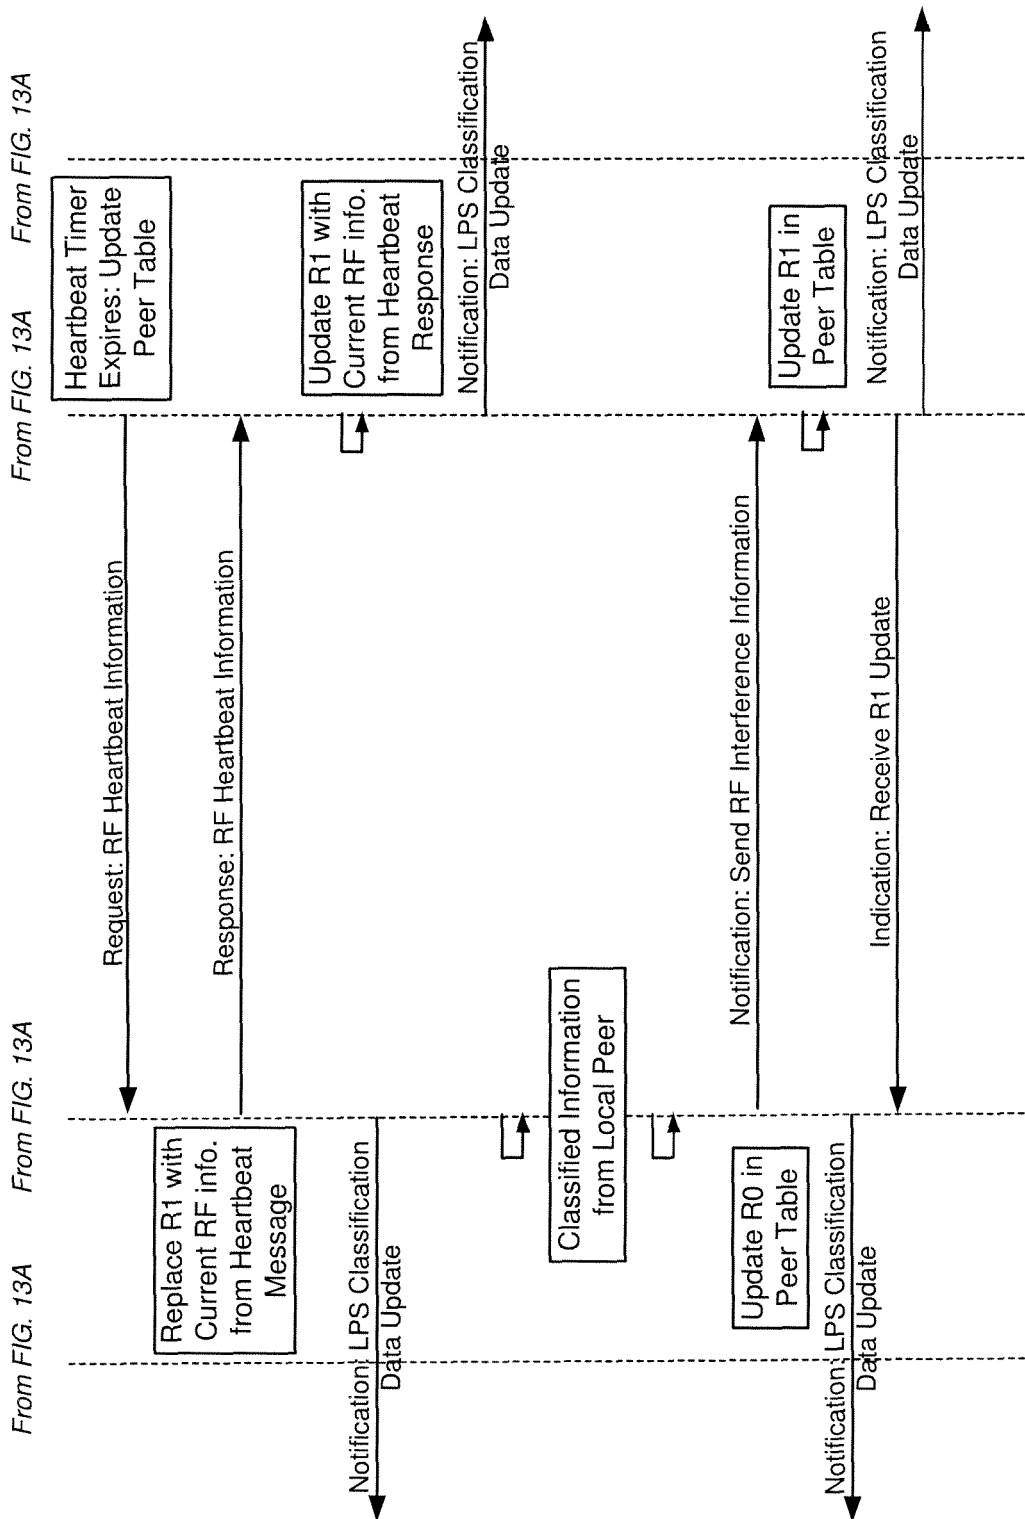 From FIG. 13A
From FIG. 13A
From FIG. 13A
From FIG. 13A
Heartbeat Timer
Expires: Update
Peer Table
Request: RF Heartbeat Information
Replace R1 with
Current RF info.
from Heartbeat
Message
Response: RF Heartbeat Information
Update R1 with
Current RF info.
from Heartbeat
Response
Notification: LPS Classification
Data Update
Notification: LPS Classification
Data Update
Classified Information
from Local Peer
Notification: Send RF Interference Information
Update R0 in
Peer Table
Update R1 in
Peer Table
Notification: LPS Classification
Data Update
Indication: Receive R1 Update
Notification: LPS Classification
Data Update